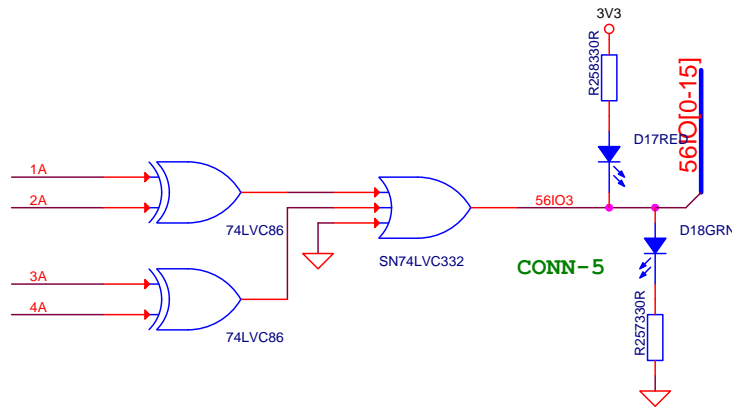 3V3
R258330R
56IO[0-15]
D17RED
1A
2A
74LVC86
56IO3
SN74LVC332
D18GRN
CONN-5
3A
4A
74LVC86
R257330R